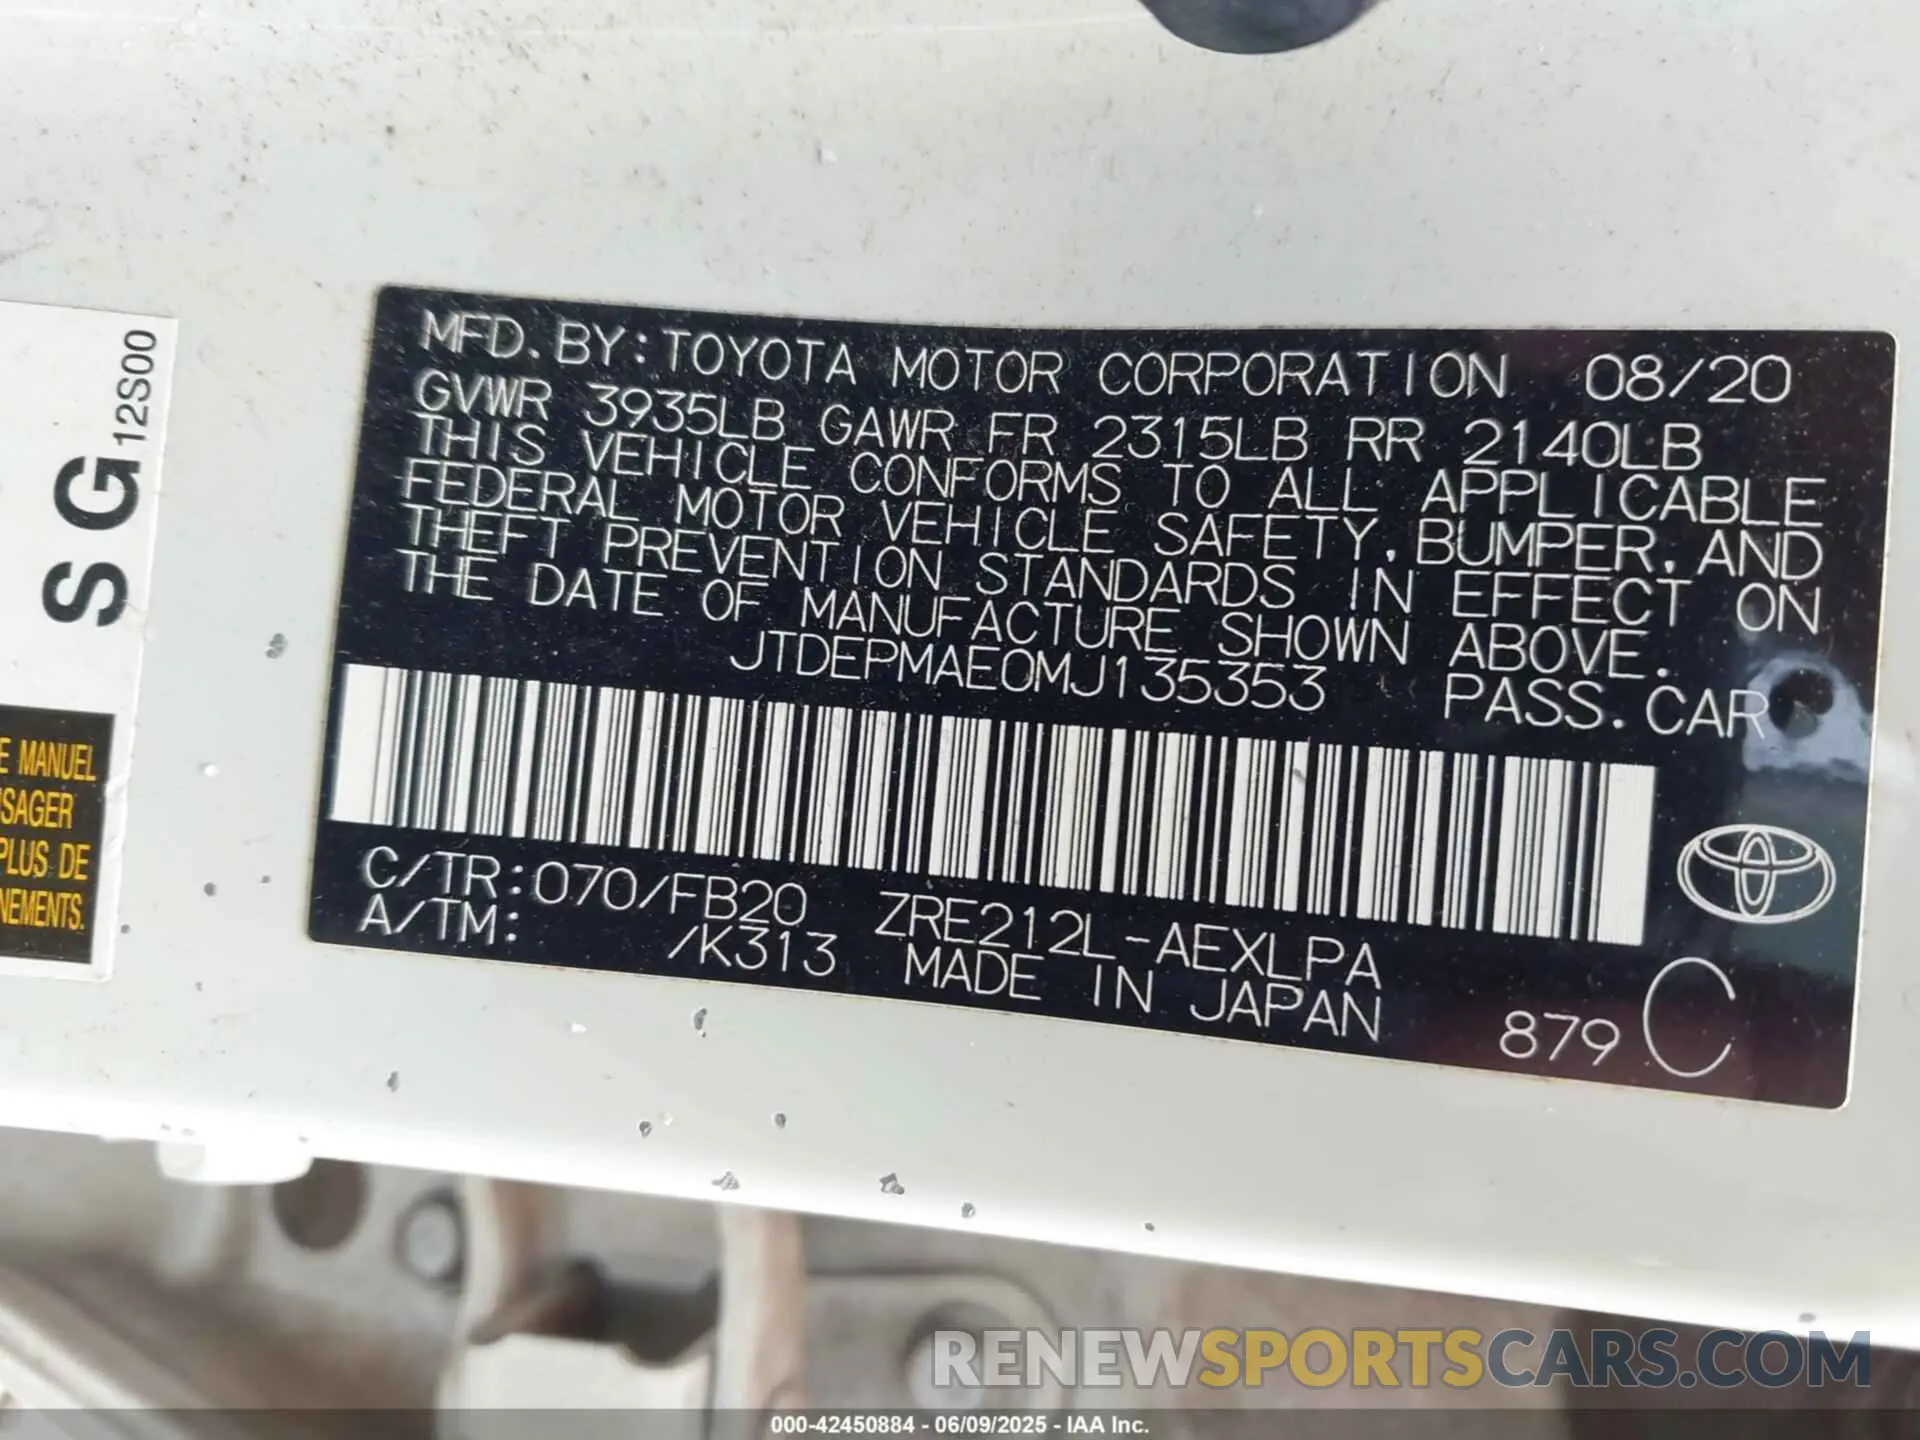 MFD. BY: TOYOTA MOTOR CORPORATION 08/20
GVWR 3935LB GAWR FR 2315LB RR 2140LB
THIS VEHICLE CONFORMS TO ALL APPLICABLE
FEDERAL MOTOR VEHICLE SAFETY, BUMPER, AND
THEFT PREVENTION STANDARDS IN EFFECT ON
THE DATE OF MANUFACTURE SHOWN ABOVE.
JTDEPMAE0MJ135353 PASS. CAR
C/TR: 070/FB20 ZRE212L-AEXLPA
A/TM: /K313 MADE IN JAPAN
879 C
SG
12S00
E MANUEL
PLUS DE
RENEWSPORTSCARS.COM
000-42450884 - 06/09/2025 - IAA Inc.